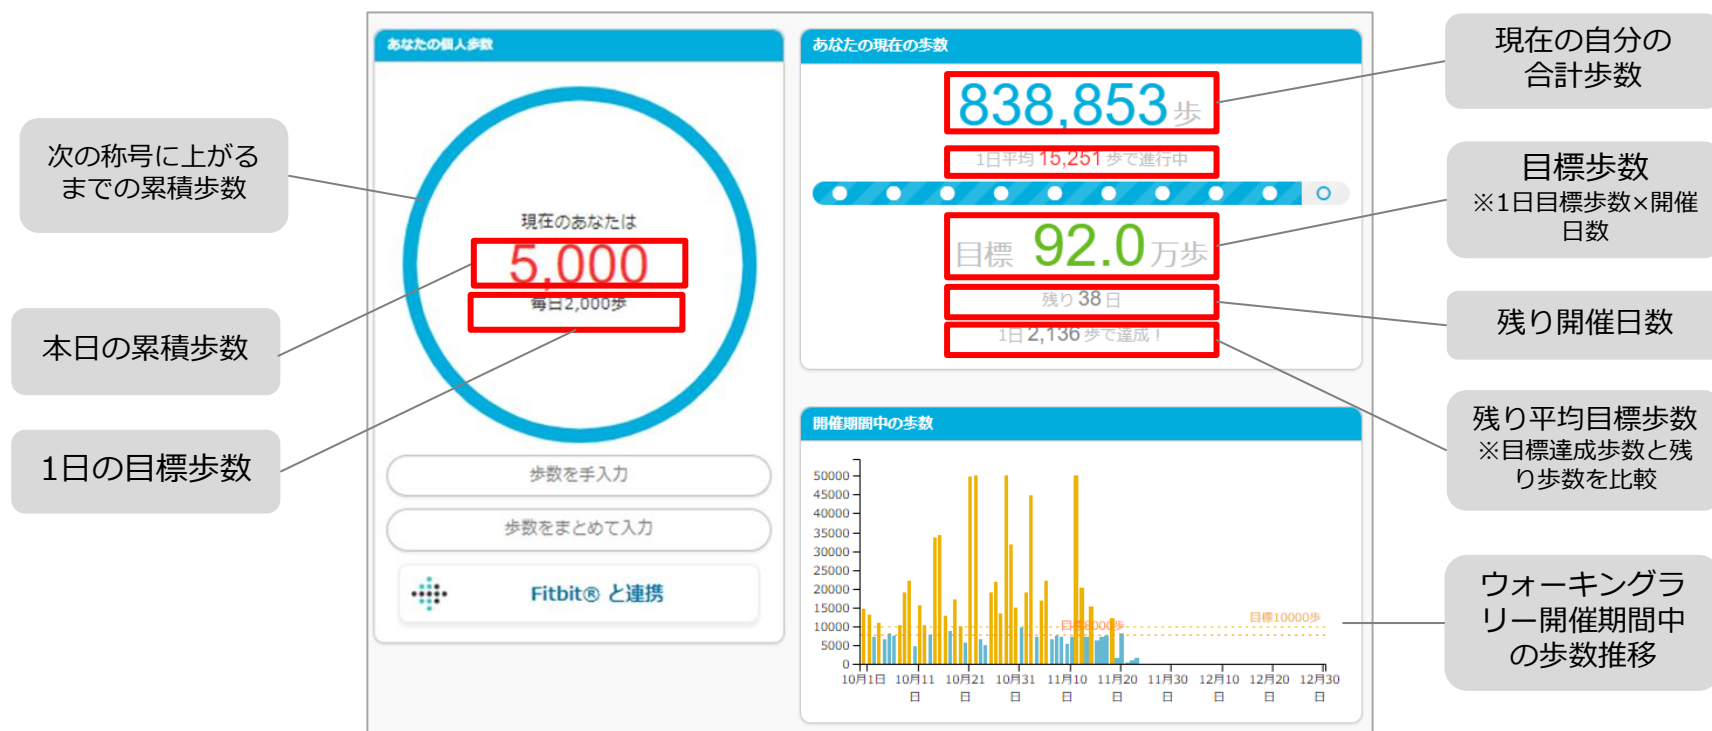 次の称号に上がる
までの累積歩数
本日の累積歩数
1日の目標歩数
あなたの個人歩数
現在のあなたは
5,000
毎日2,000歩
歩数を手入力
歩数をまとめて入力
Fitbit® と連携
あなたの現在の歩数
838,853 歩
1日平均 15,251 歩で進行中
目標 92.0 万歩
残り 38 日
1日 2,136 歩で達成！
開催期間中の歩数
50000
45000
40000
35000
30000
25000
20000
15000
10000
5000
0
目標10000歩
目標8000歩
10月1日 10月11日 10月21日 10月31日 11月10日 11月20日 11月30日 12月10日 12月20日 12月30日
現在の自分の
合計歩数
目標歩数
※1日目標歩数×開催
日数
残り開催日数
残り平均目標歩数
※目標達成歩数と残
り歩数を比較
ウォーキングラ
リー開催期間中
の歩数推移